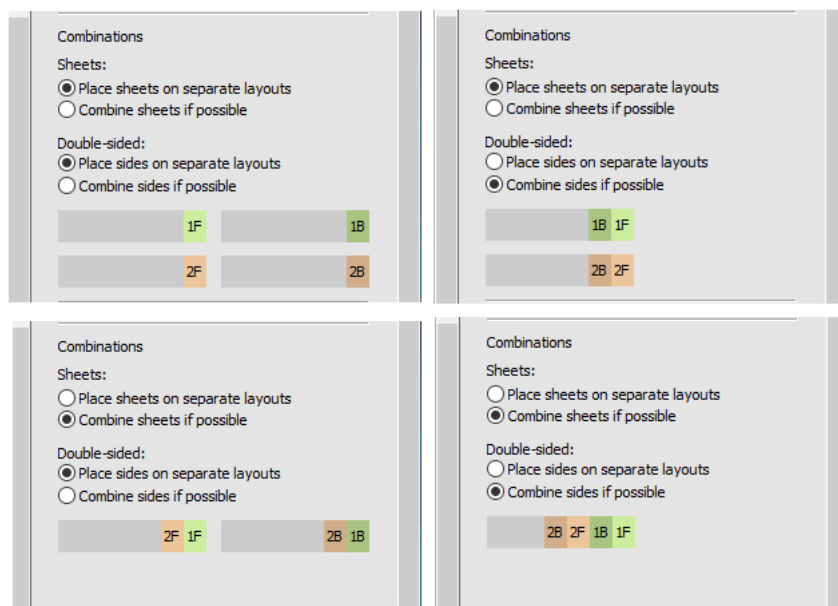 Combinations
Sheets:
Place sheets on separate layouts
Combine sheets if possible
Double-sided:
Place sides on separate layouts
Combine sides if possible
1F 1B
2F 2B
Combinations
Sheets:
Place sheets on separate layouts
Combine sheets if possible
Double-sided:
Place sides on separate layouts
Combine sides if possible
1B 1F
2B 2F
Combinations
Sheets:
Place sheets on separate layouts
Combine sheets if possible
Double-sided:
Place sides on separate layouts
Combine sides if possible
2F 1F 2B 1B
Combinations
Sheets:
Place sheets on separate layouts
Combine sheets if possible
Double-sided:
Place sides on separate layouts
Combine sides if possible
2B 2F 1B 1F